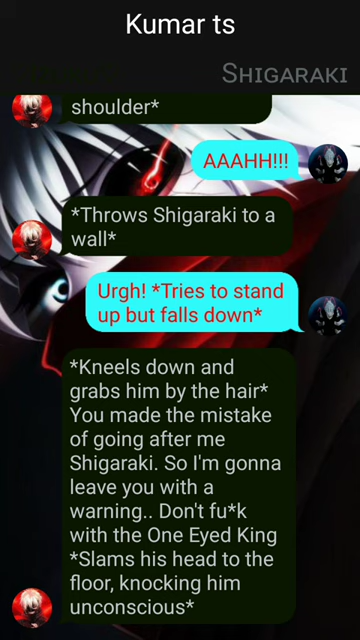 Kumar ts
SHIGARAKI
shoulder*
AAAHH!!!
*Throws Shigaraki to a
wall*
Urgh! *Tries to stand
up but falls down*
*Kneels down and
grabs him by the hair*
You made the mistake
of going after me
Shigaraki. So I'm gonna
leave you with a
warning.. Don't fu*k
with the One Eyed King
*Slams his head to the
floor, knocking him
unconscious*